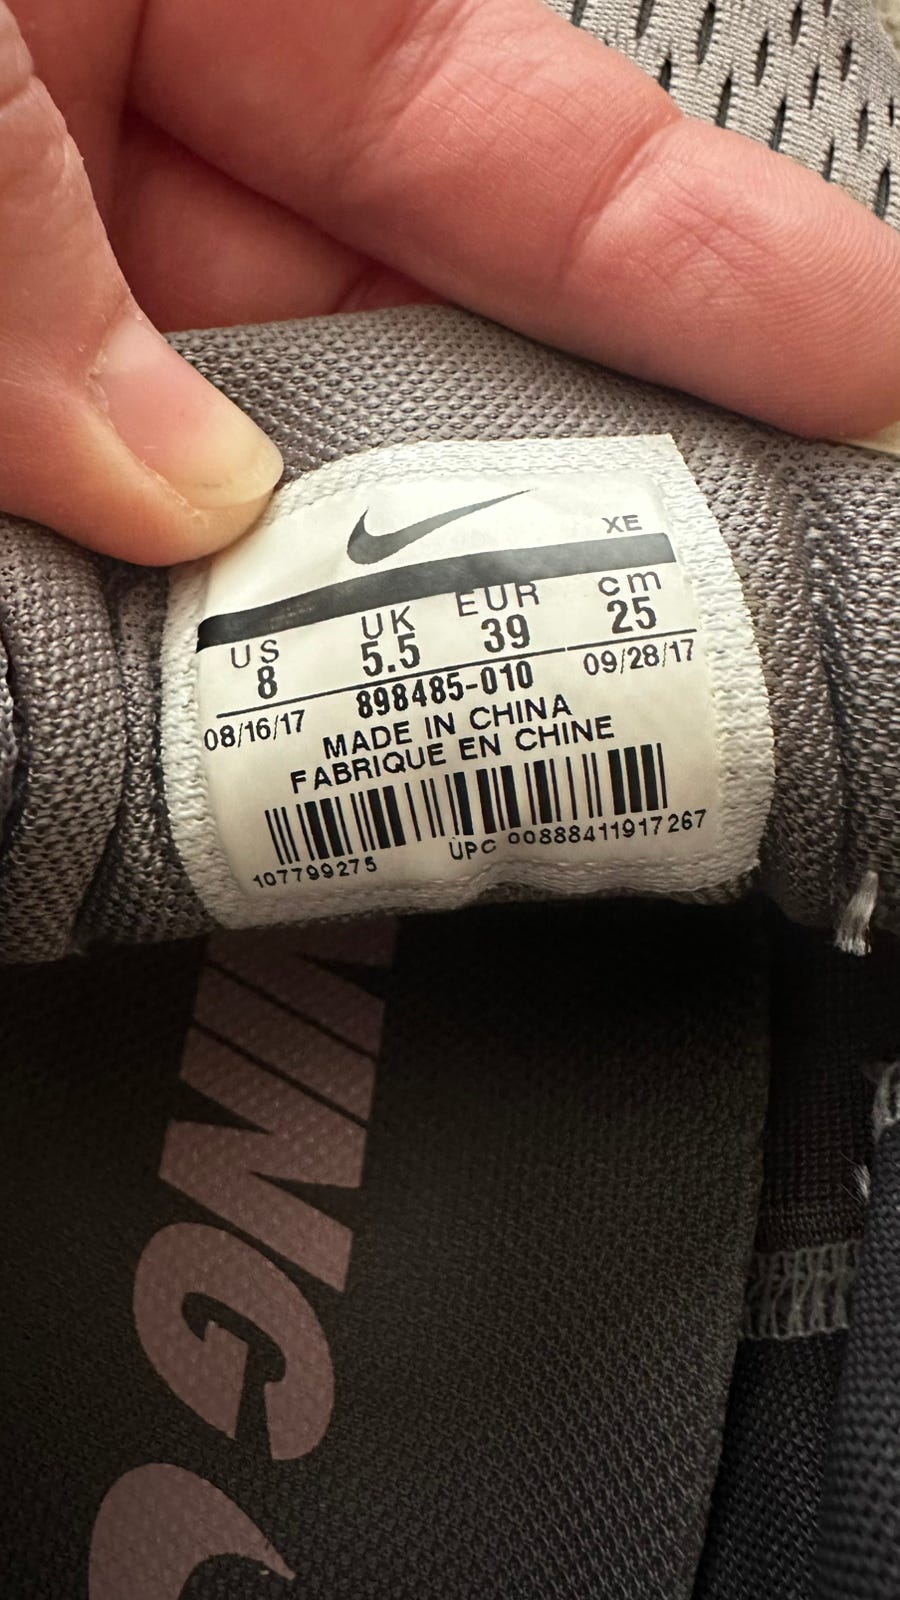 XE
US UK EUR cm
8 5.5 39 25
08/16/17 898485-010 09/28/17
MADE IN CHINA
FABRIQUE EN CHINE
107799275 UPC 00888411917267